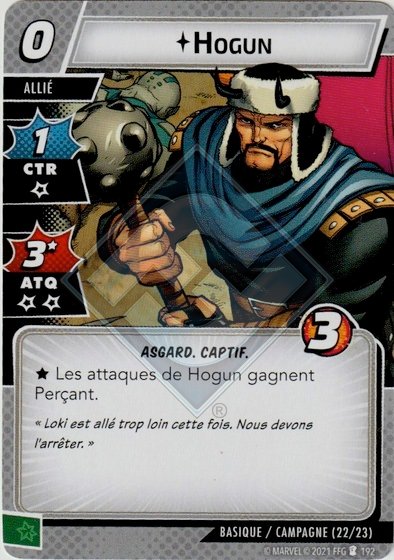 0
Hogun
ALLIÉ
1
CTR
3
ATQ
3
ASGARD. CAPTIF.
★ Les attaques de Hogun gagnent
Perçant.
« Loki est allé trop loin cette fois. Nous devons
l'arrêter. »
®
BASIQUE / CAMPAGNE (22/23)
© MARVEL © 2021 FFG 192